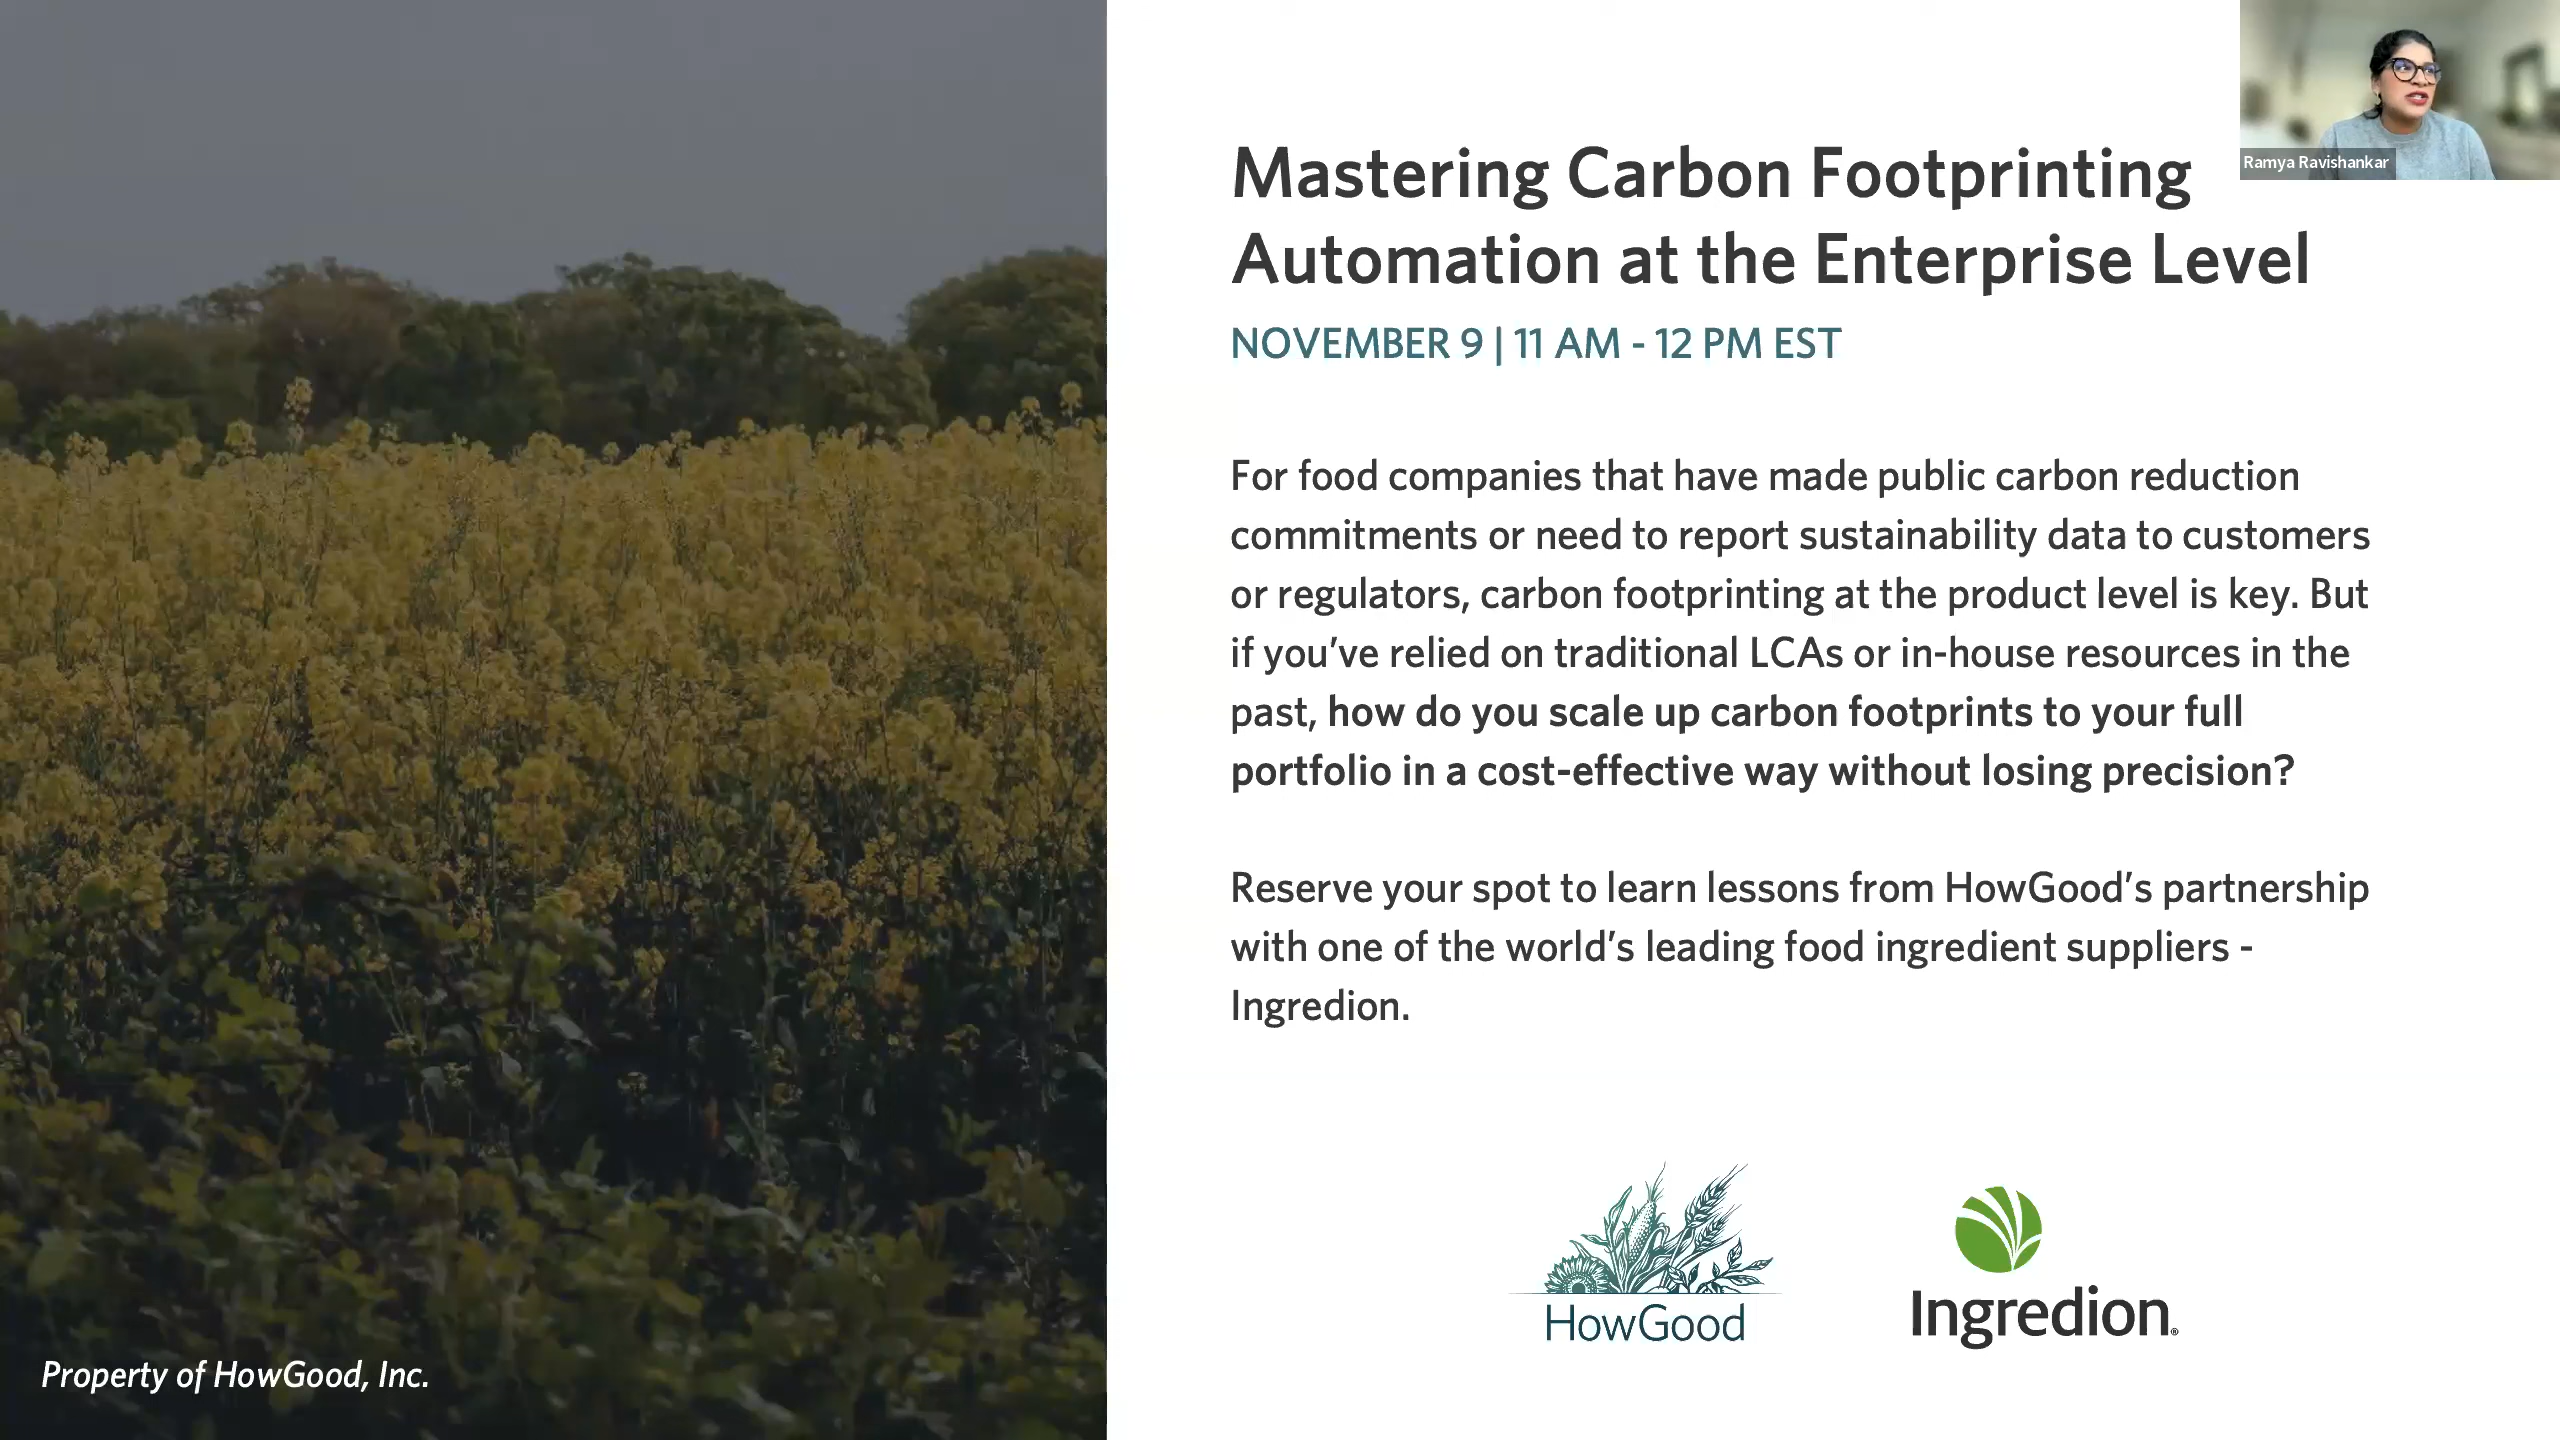 Ramya Ravishankar
Mastering Carbon Footprinting
Automation at the Enterprise Level
NOVEMBER 9 | 11 AM - 12 PM EST
For food companies that have made public carbon reduction
commitments or need to report sustainability data to customers
or regulators, carbon footprinting at the product level is key. But
if you’ve relied on traditional LCAs or in-house resources in the
past, how do you scale up carbon footprints to your full
portfolio in a cost-effective way without losing precision?
Reserve your spot to learn lessons from HowGood’s partnership
with one of the world’s leading food ingredient suppliers -
Ingredion.
HowGood
Ingredion®
Property of HowGood, Inc.